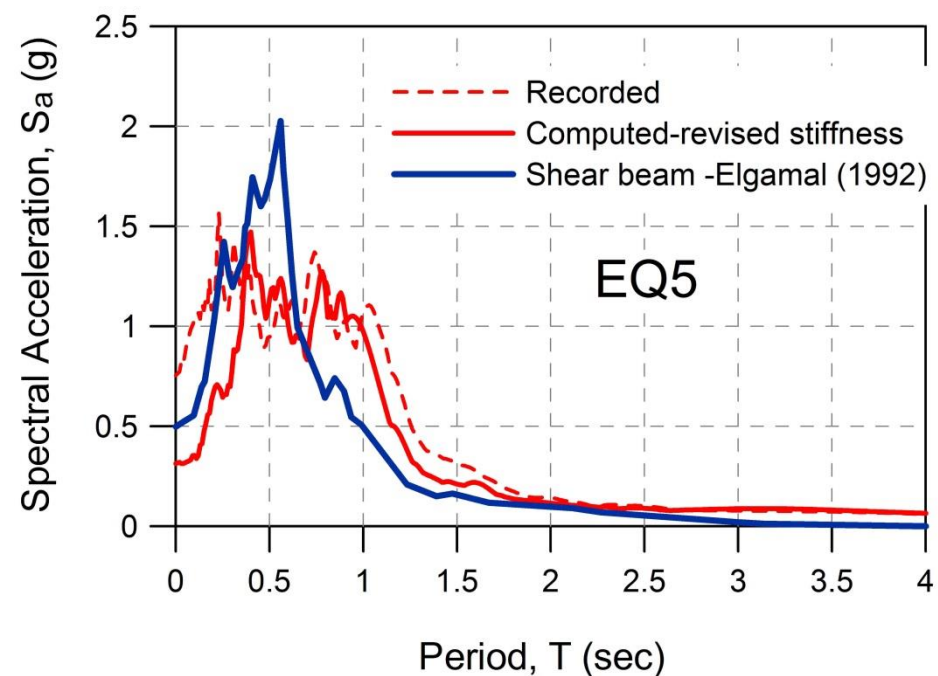 Spectral Acceleration, Sa (g)
2.5
2
1.5
1
0.5
0
Recorded
Computed-revised stiffness
Shear beam -Elgamal (1992)
EQ5
0 0.5 1 1.5 2 2.5 3 3.5 4
Period, T (sec)